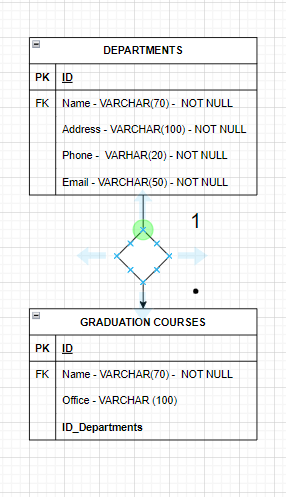 DEPARTMENTS
PK ID
FK Name - VARCHAR(70) - NOT NULL
Address - VARCHAR(100) - NOT NULL
Phone - VARHAR(20) - NOT NULL
Email - VARCHAR(50) - NOT NULL
1
.
GRADUATION COURSES
PK ID
FK Name - VARCHAR(70) - NOT NULL
Office - VARCHAR (100)
ID_Departments